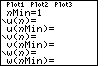 Plot1 Plot2 Plot3
nMin=1
u(n)=
u(nMin)=
v(n)=
v(nMin)=
w(n)=
w(nMin)=